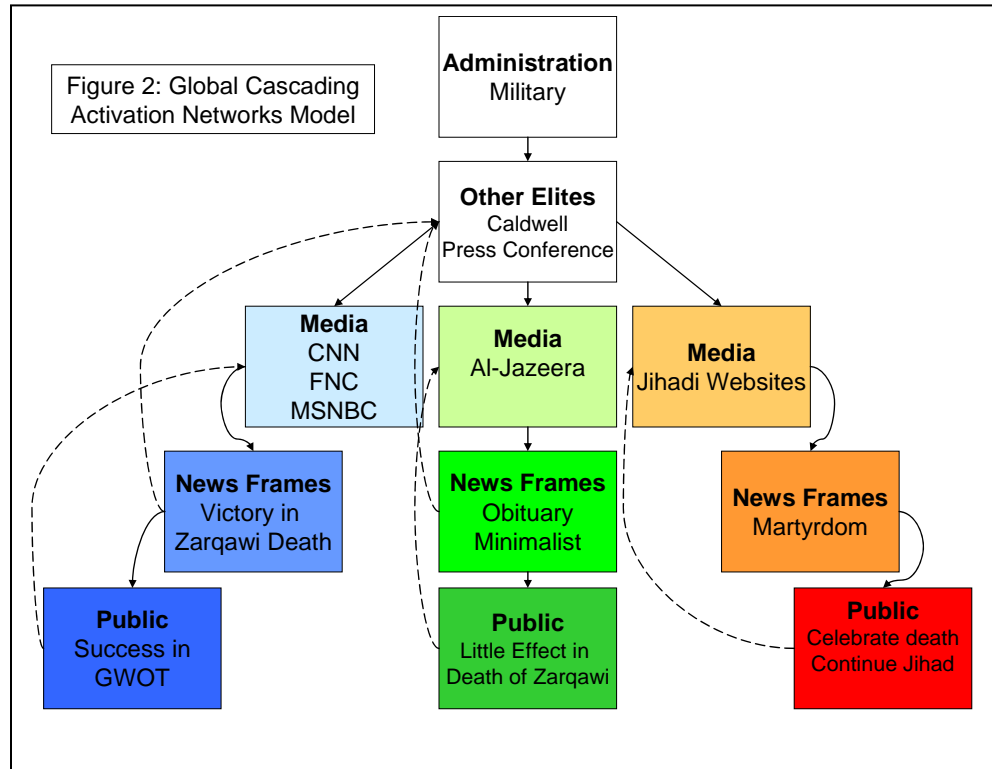 Figure 2: Global Cascading
Activation Networks Model
Administration
Military
Other Elites
Caldwell
Press Conference
Media
CNN
FNC
MSNBC
Media
Al-Jazeera
Media
Jihadi Websites
News Frames
Victory in
Zarqawi Death
News Frames
Obituary
Minimalist
News Frames
Martyrdom
Public
Success in
GWOT
Public
Little Effect in
Death of Zarqawi
Public
Celebrate death
Continue Jihad